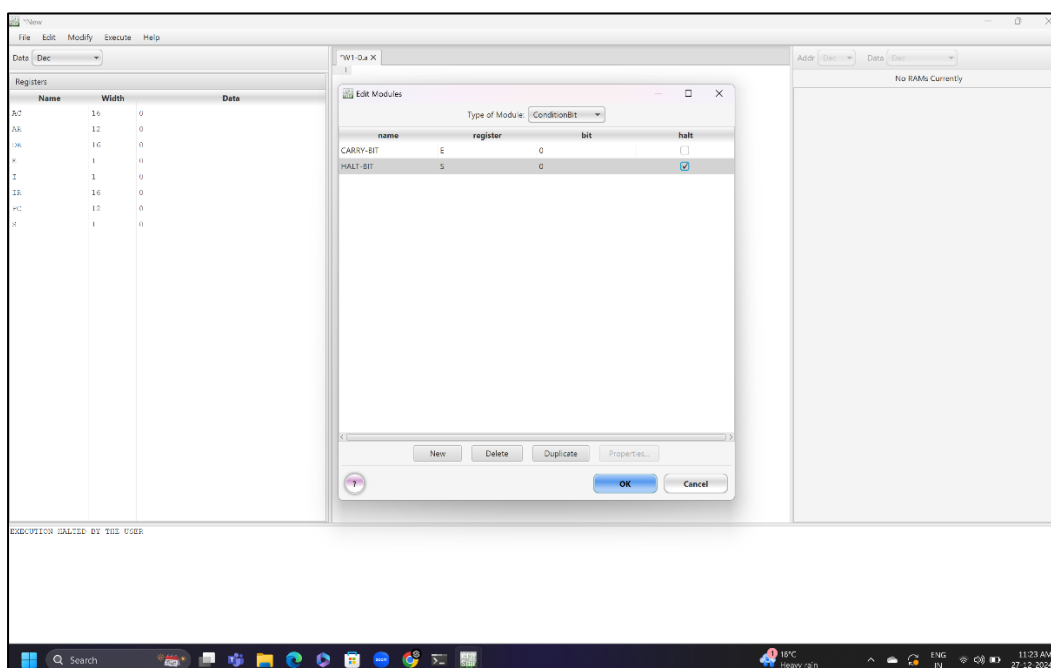 *New
File Edit Modify Execute Help
Data Dec
Registers
Name Width Data
AC 16 0
AR 12 0
DR 16 0
E 1 0
I 1 0
IR 16 0
PC 12 0
S 1 0
*W1-0.a X
1
Addr Dec Data Dec
No RAMs Currently
Edit Modules
Type of Module: ConditionBit
name register bit halt
CARRY-BIT E 0
HALT-BIT S 0
New Delete Duplicate Properties...
? OK Cancel
EXECUTION HALTED BY THE USER
Search
zoom
1
16°C
Heavy rain
ENG
IN
11:23 AM